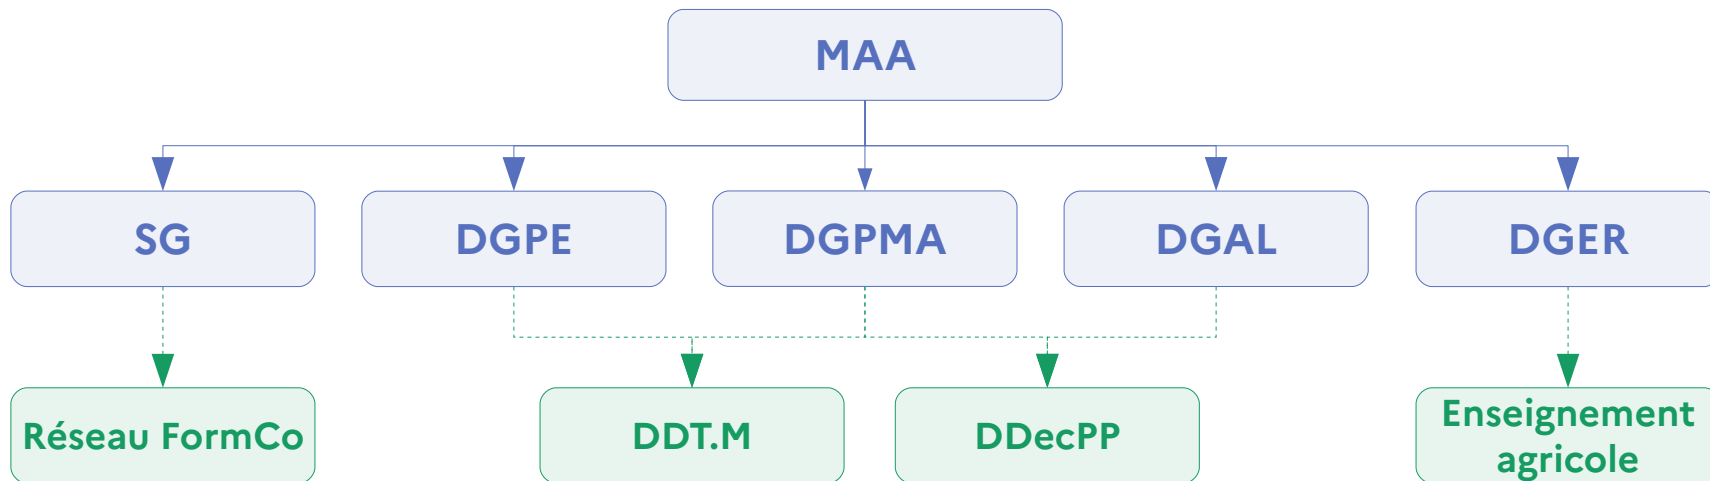 MAA
SG
DGPE
DGPMA
DGAL
DGER
Réseau FormCo
DDT.M
DDecPP
Enseignement
agricole